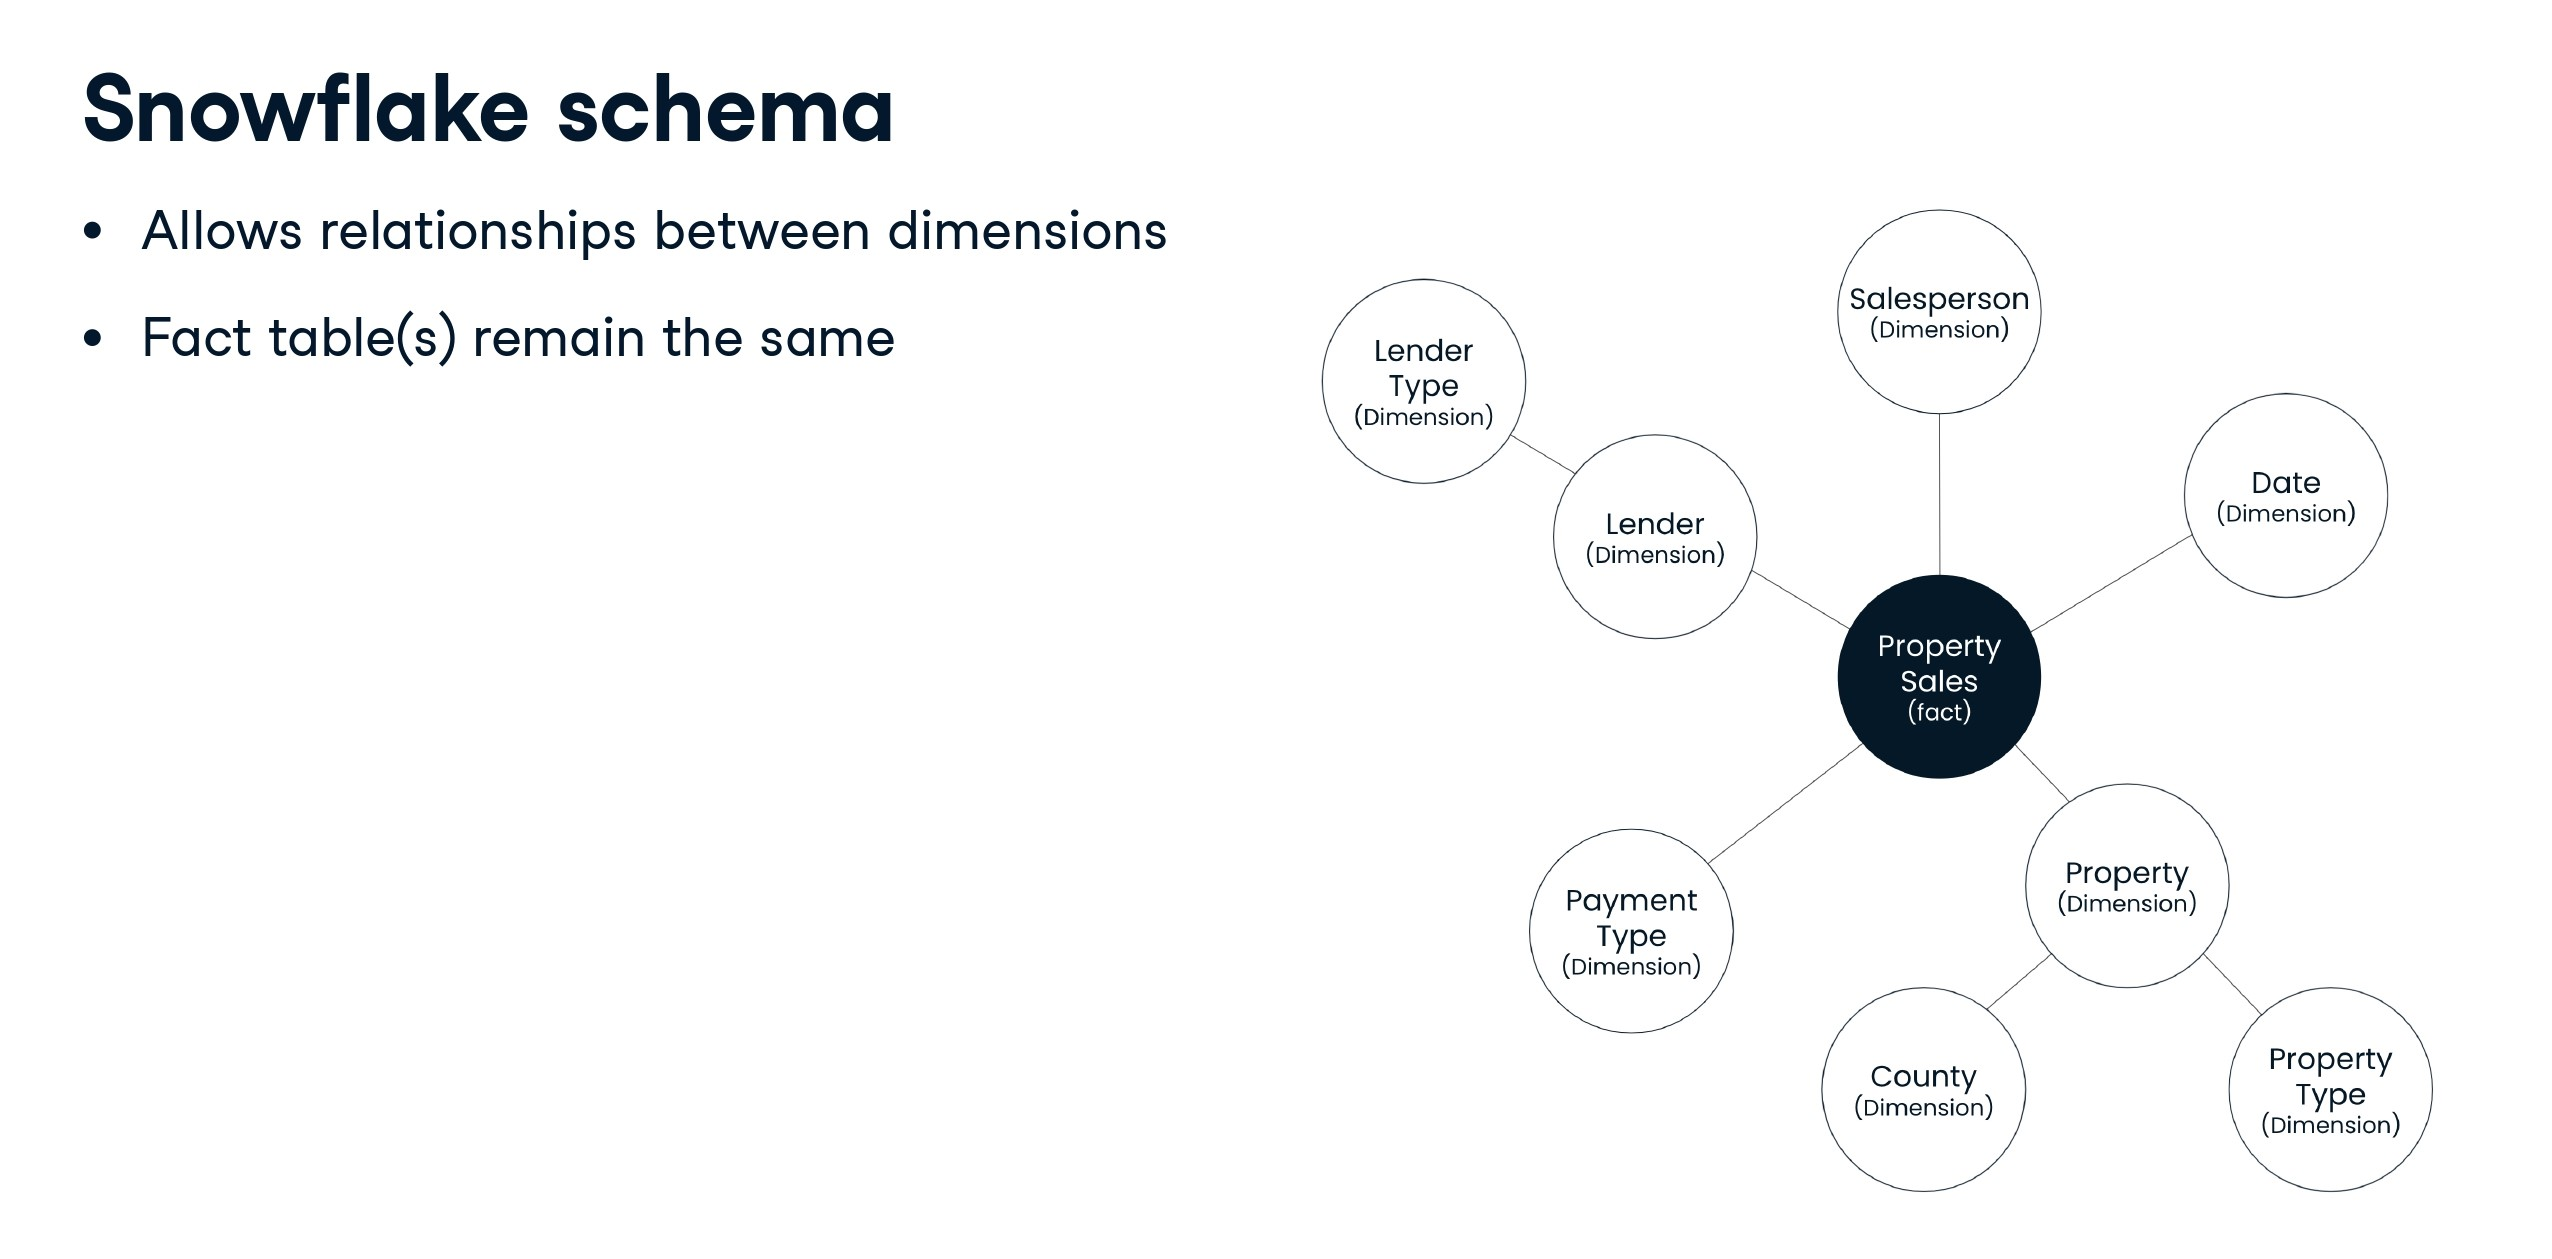 Snowflake schema
• Allows relationships between dimensions
• Fact table(s) remain the same
Salesperson
(Dimension)
Lender
Type
(Dimension)
Lender
(Dimension)
Date
(Dimension)
Property
Sales
(fact)
Payment
Type
(Dimension)
Property
(Dimension)
County
(Dimension)
Property
Type
(Dimension)